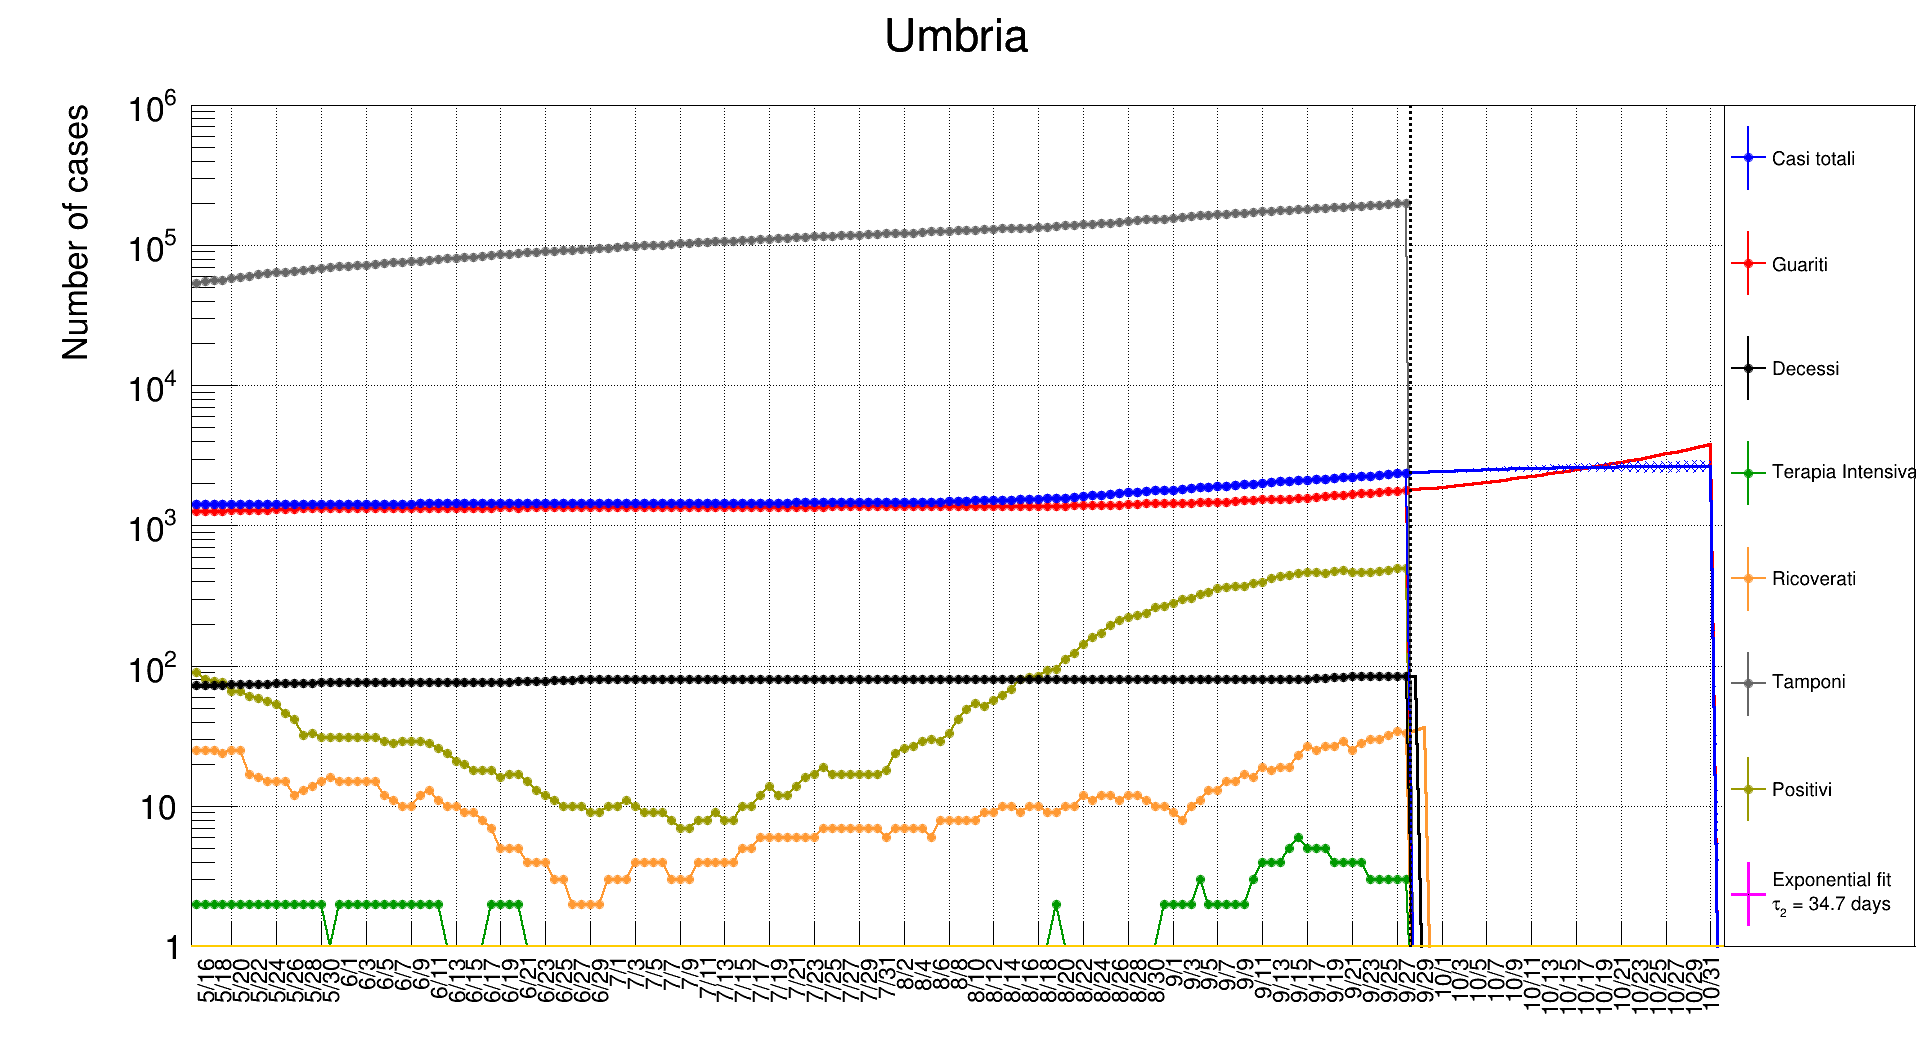 Umbria
Number of cases
10^6
10^5
10^4
10^3
10^2
10
1
5/16 5/18 5/20 5/22 5/24 5/26 5/28 5/30 6/1 6/3 6/5 6/7 6/9 6/11 6/13 6/15 6/17 6/19 6/21 6/23 6/25 6/27 6/29 7/1 7/3 7/5 7/7 7/9 7/11 7/13 7/15 7/17 7/19 7/21 7/23 7/25 7/27 7/29 7/31 8/2 8/4 8/6 8/8 8/10 8/12 8/14 8/16 8/18 8/20 8/22 8/24 8/26 8/28 8/30 9/1 9/3 9/5 9/7 9/9 9/11 9/13 9/15 9/17 9/19 9/21 9/23 9/25 9/27 9/29 10/1 10/3 10/5 10/7 10/9 10/11 10/13 10/15 10/17 10/19 10/21 10/23 10/25 10/27 10/29 10/31
Casi totali
Guariti
Decessi
Terapia Intensiva
Ricoverati
Tamponi
Positivi
Exponential fit
τ₂ = 34.7 days